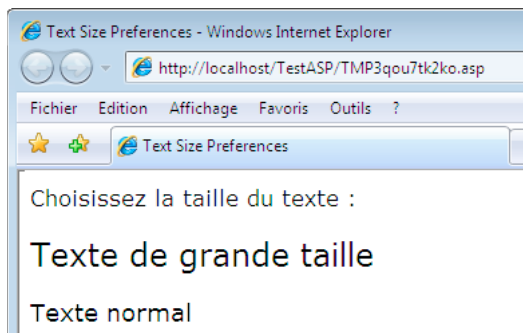 Text Size Preferences - Windows Internet Explorer
http://localhost/TestASP/TMP3qou7tk2ko.asp
Fichier Edition Affichage Favoris Outils ?
Text Size Preferences
Choisissez la taille du texte :
Texte de grande taille
Texte normal